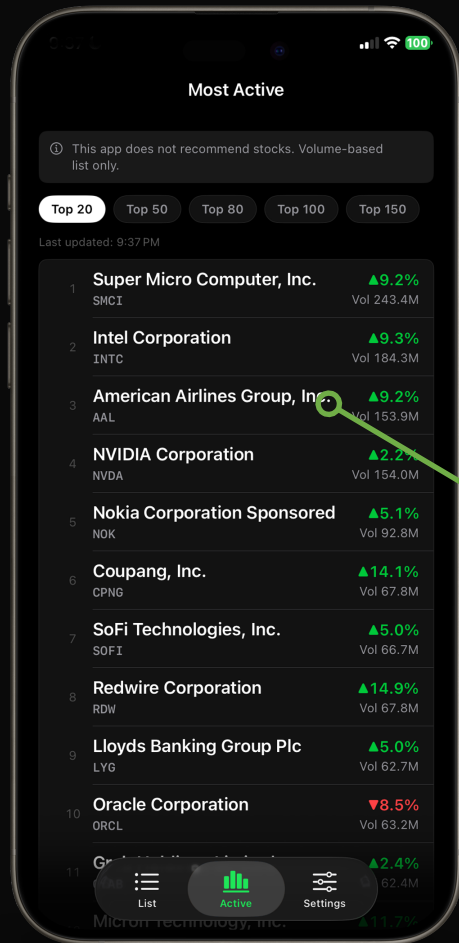 100
Most Active
This app does not recommend stocks. Volume-based
list only.
Top 20 Top 50 Top 80 Top 100 Top 150
Last updated: 9:37 PM
1 Super Micro Computer, Inc. ▲9.2%
SMCI Vol 243.4M
2 Intel Corporation ▲9.3%
INTC Vol 184.3M
3 American Airlines Group, Inc. ▲9.2%
AAL Vol 153.9M
4 NVIDIA Corporation ▲2.2%
NVDA Vol 154.0M
5 Nokia Corporation Sponsored ▲5.1%
NOK Vol 92.8M
6 Coupang, Inc. ▲14.1%
CPNG Vol 67.8M
7 SoFi Technologies, Inc. ▲5.0%
SOFI Vol 66.7M
8 Redwire Corporation ▲14.9%
RDW Vol 67.8M
9 Lloyds Banking Group Plc ▲5.0%
LYG Vol 62.7M
10 Oracle Corporation ▼8.5%
ORCL Vol 63.2M
11 ▲2.4%
62.4M
List Active Settings
Micron Technology, Inc. ▲11.7%